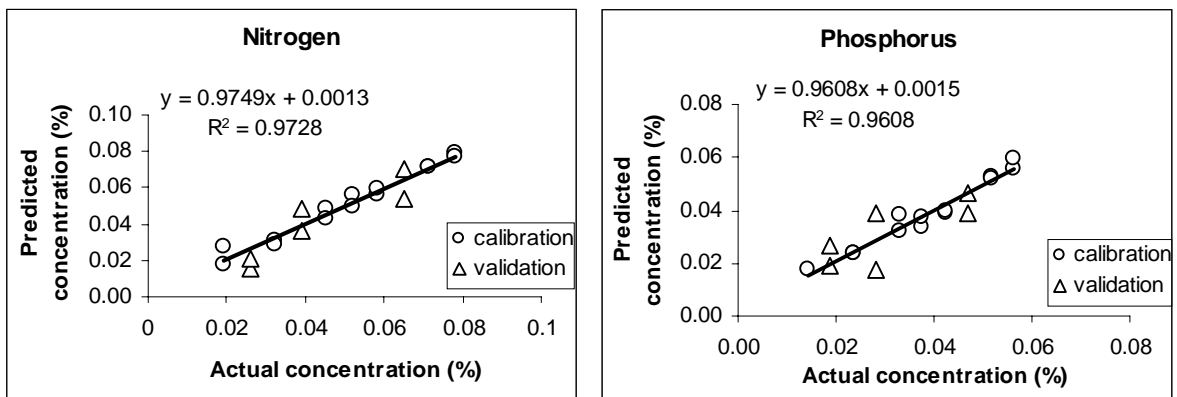 Nitrogen
y = 0.9749x + 0.0013
R² = 0.9728
Predicted
concentration (%)
0.10
0.08
0.06
0.04
0.02
0.00
0
0.02
0.04
0.06
0.08
0.1
Actual concentration (%)
calibration
validation
Phosphorus
y = 0.9608x + 0.0015
R² = 0.9608
Predicted
concentration (%)
0.08
0.06
0.04
0.02
0.00
0.00
0.02
0.04
0.06
0.08
Actual concentration (%)
calibration
validation